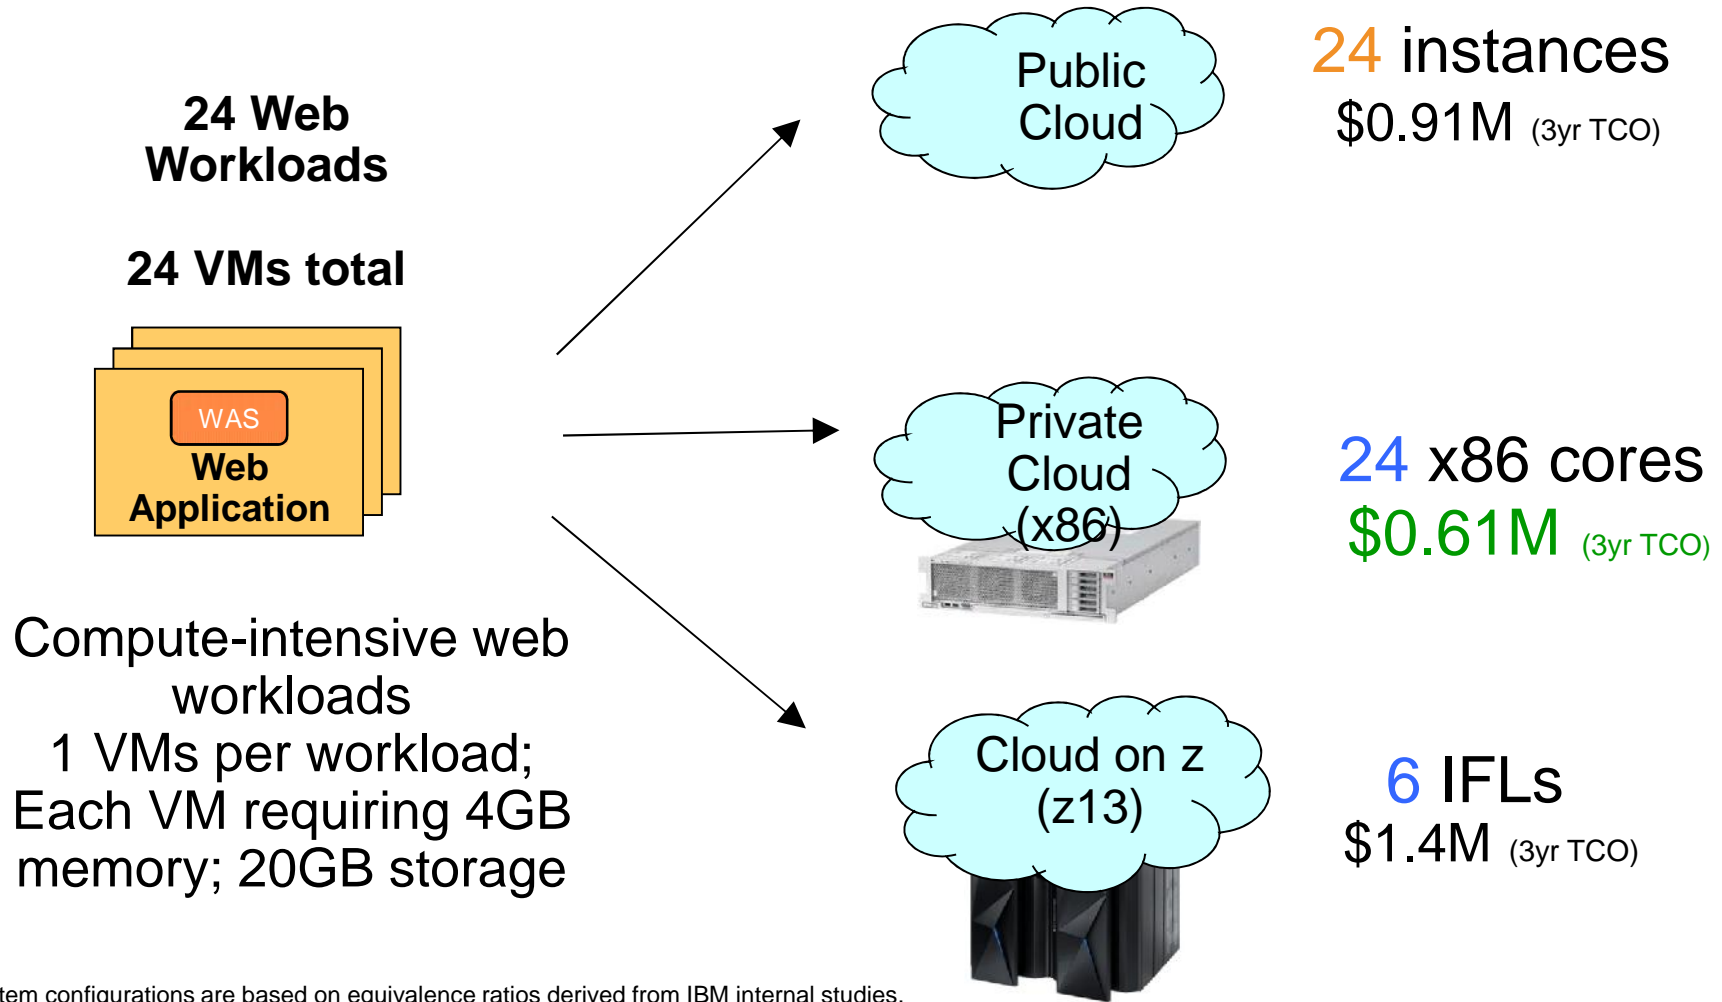 24 Web
Workloads
24 VMs total
WAS
Web
Application
Compute-intensive web
workloads
1 VMs per workload;
Each VM requiring 4GB
memory; 20GB storage
Public
Cloud
24 instances
$0.91M (3yr TCO)
Private
Cloud
(x86)
24 x86 cores
$0.61M (3yr TCO)
Cloud on z
(z13)
6 IFLs
$1.4M (3yr TCO)
configurations are based on equivalence ratios derived from IBM internal studies.